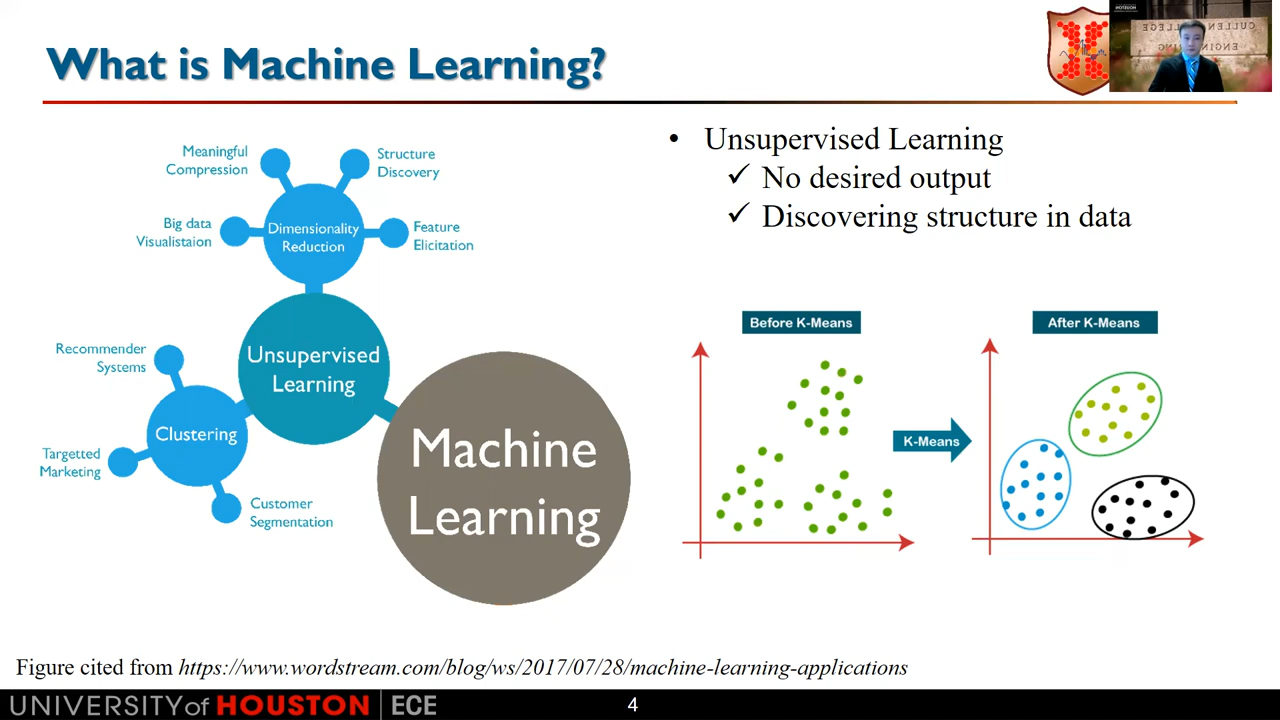 What is Machine Learning?
Meaningful
Compression
Structure
Discovery
Big data
Visualistaion
Dimensionality
Reduction
Feature
Elicitation
Unsupervised
Learning
Recommender
Systems
Clustering
Targetted
Marketing
Customer
Segmentation
Machine
Learning
• Unsupervised Learning
✓ No desired output
✓ Discovering structure in data
Before K-Means
K-Means
After K-Means
Figure cited from https://www.wordstream.com/blog/ws/2017/07/28/machine-learning-applications
UNIVERSITY of HOUSTON | ECE
4